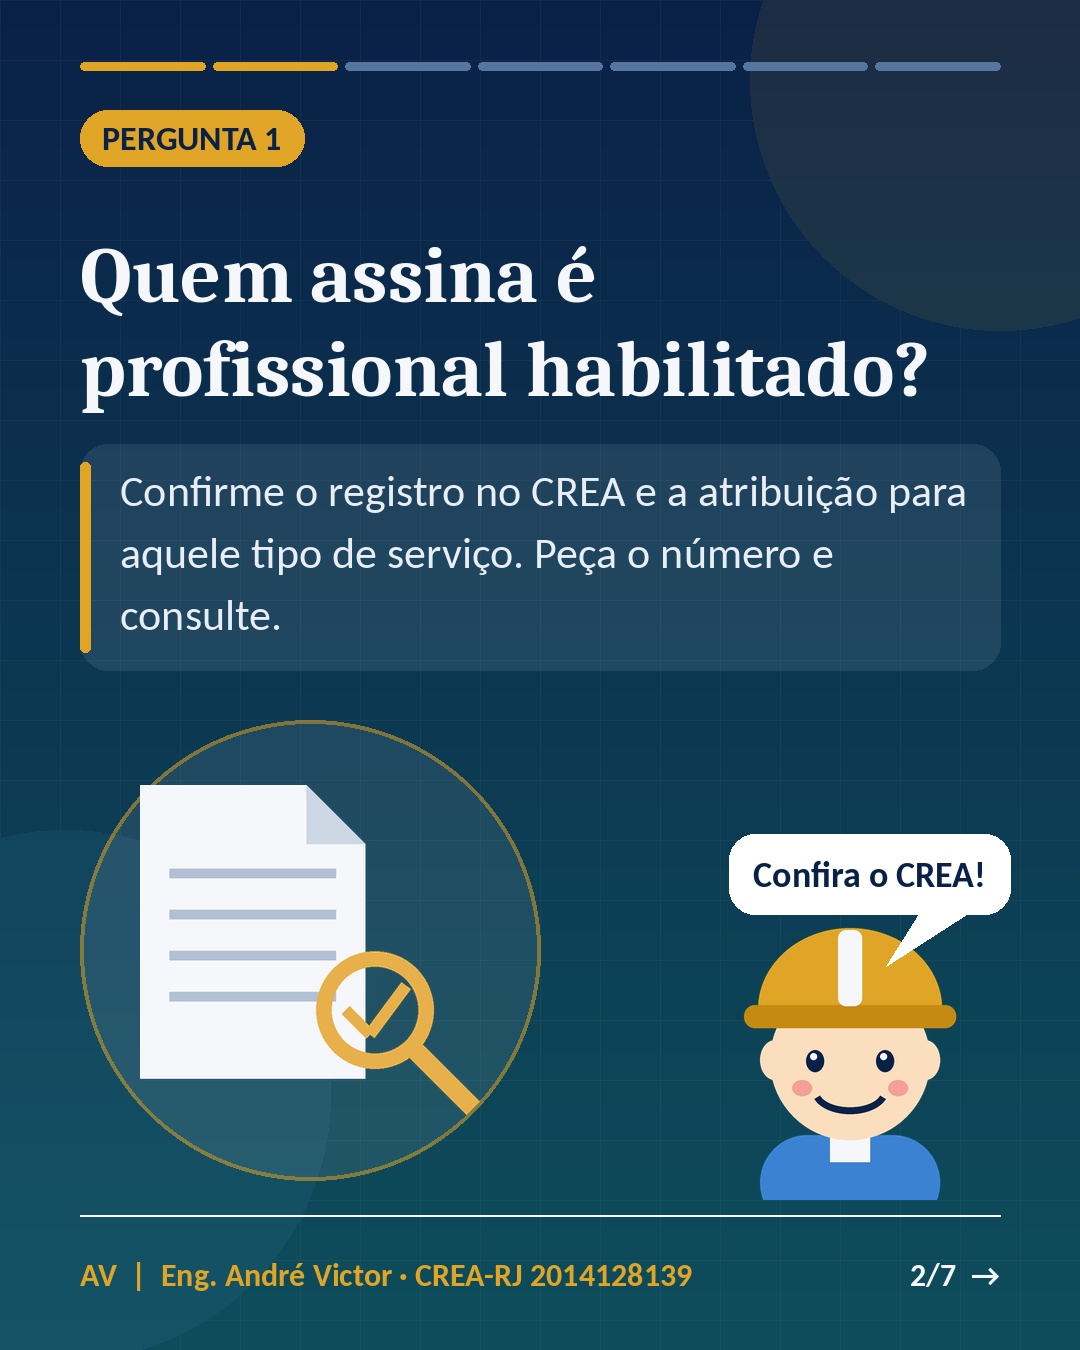 PERGUNTA 1
Quem assina é
profissional habilitado?
Confirme o registro no CREA e a atribuição para
aquele tipo de serviço. Peça o número e
consulte.
Confira o CREA!
AV | Eng. André Victor · CREA-RJ 2014128139
2/7 →